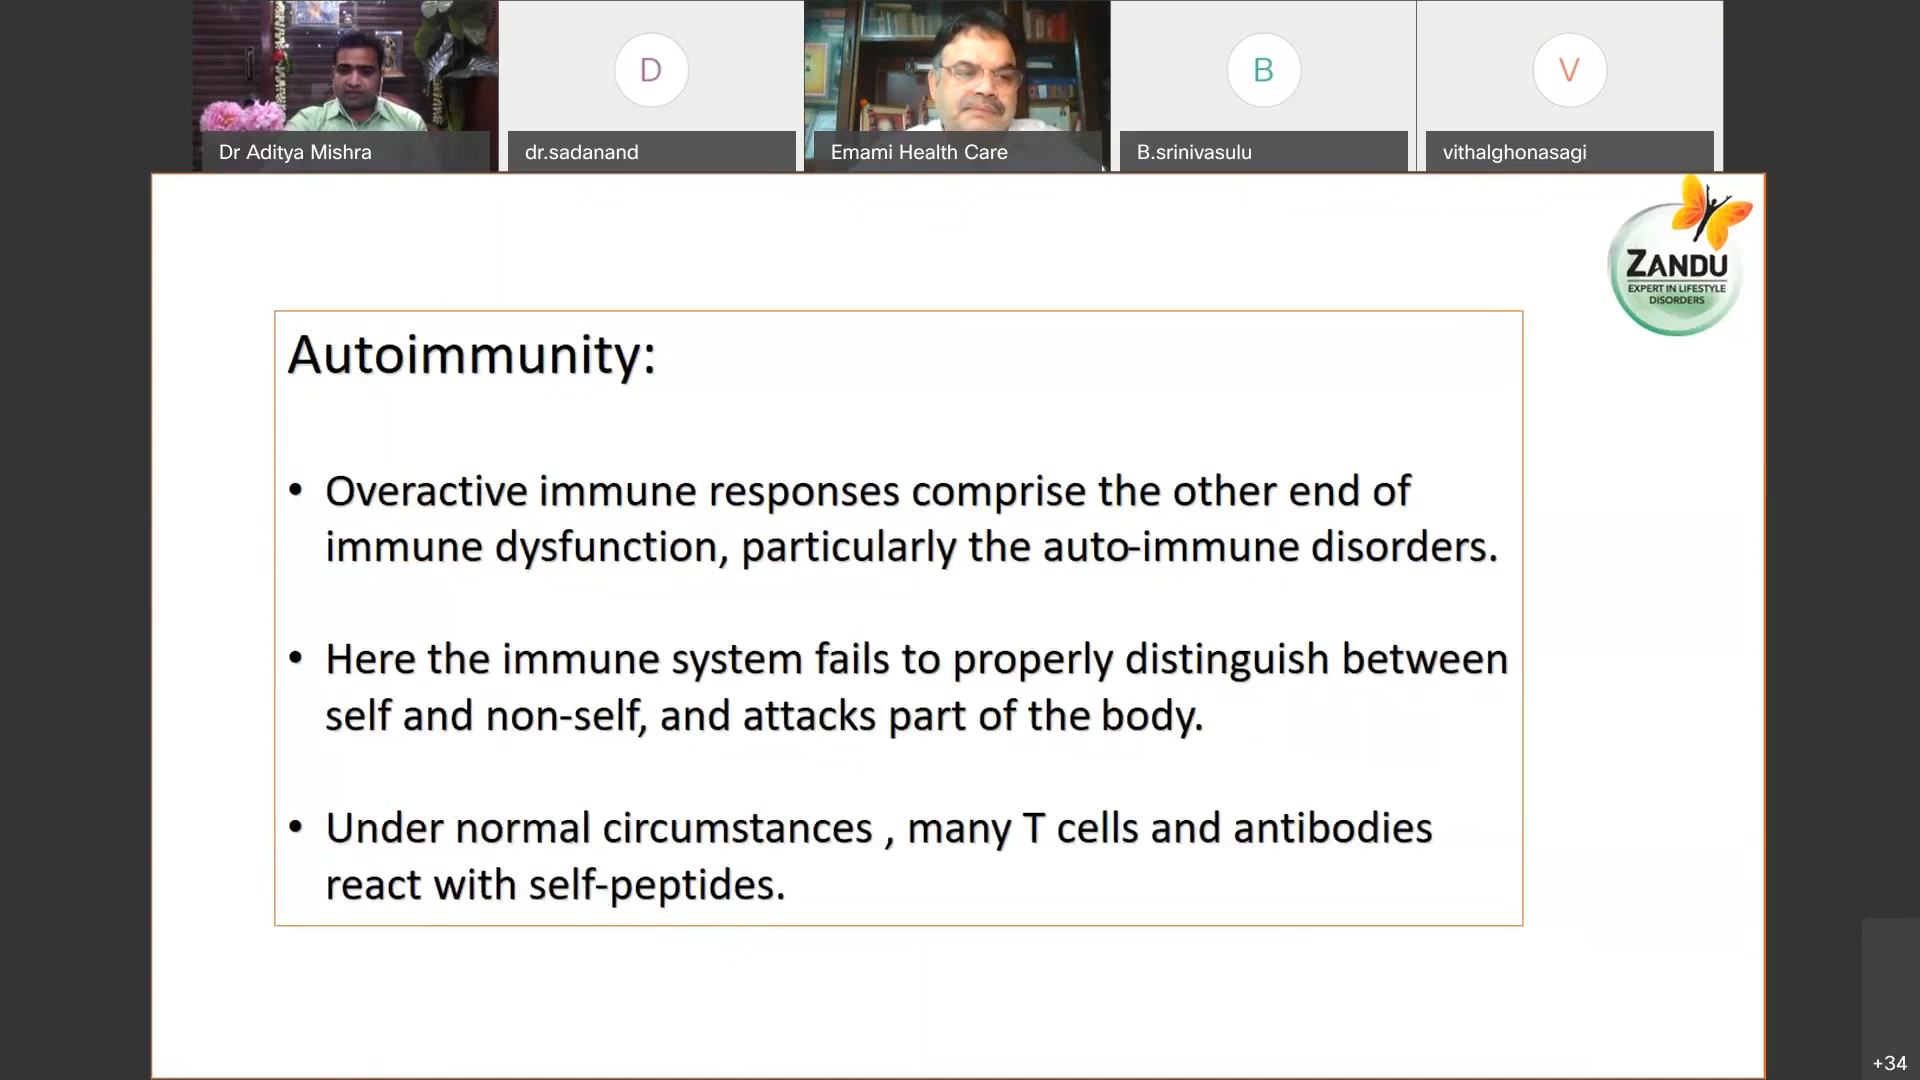 D
B
V
Dr Aditya Mishra
dr.sadanand
Emami Health Care
B.srinivasulu
vithalghonasagi
ZANDU
EXPERT IN LIFESTYLE
DISORDERS
Autoimmunity:
• Overactive immune responses comprise the other end of
immune dysfunction, particularly the auto-immune disorders.
• Here the immune system fails to properly distinguish between
self and non-self, and attacks part of the body.
• Under normal circumstances , many T cells and antibodies
react with self-peptides.
+34